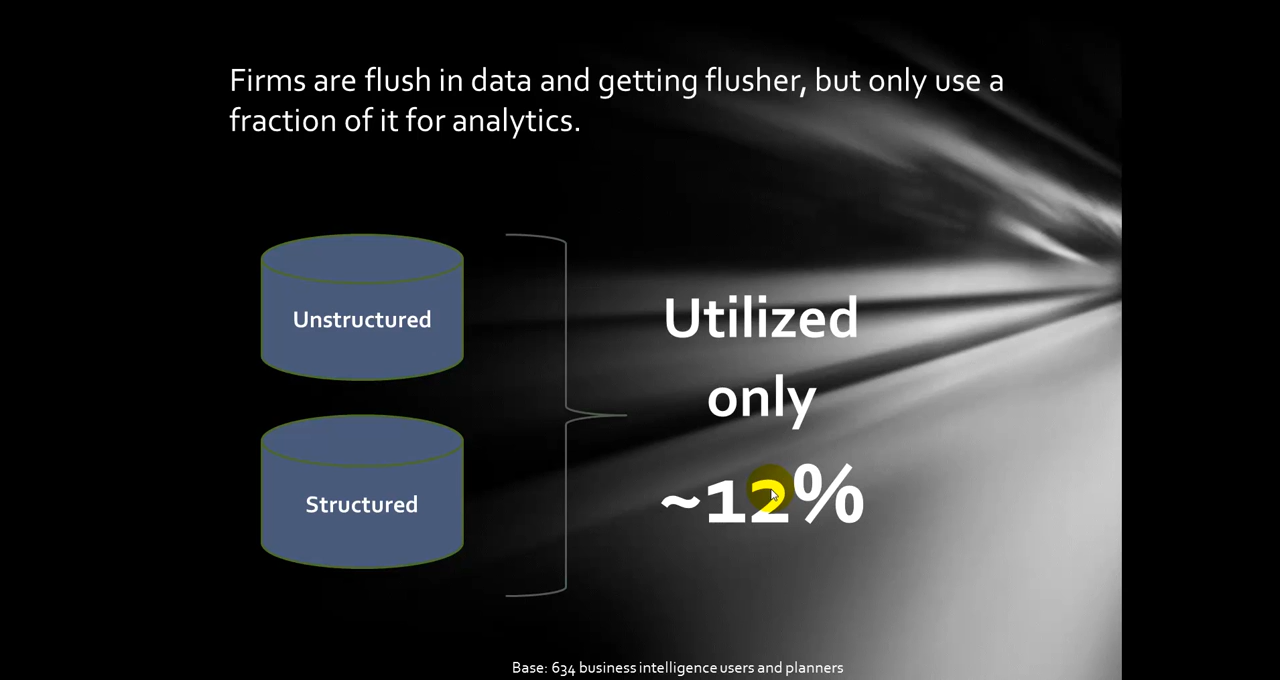 Firms are flush in data and getting flusher, but only use a
fraction of it for analytics.
Unstructured
Structured
Utilized
only
~12%
Base: 634 business intelligence users and planners